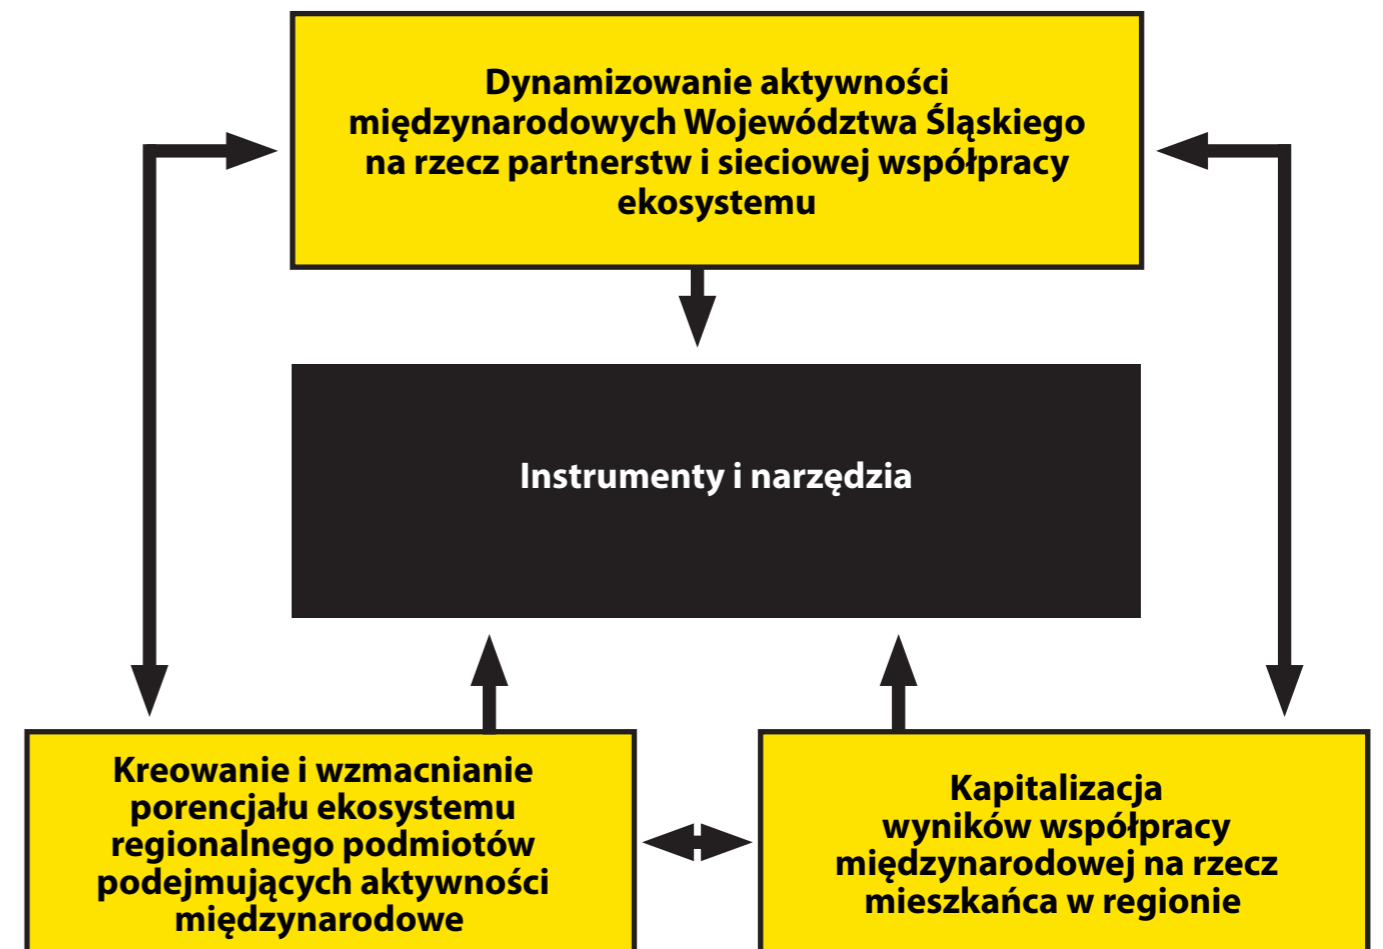 Dynamizowanie aktywności
międzynarodowych Województwa Śląskiego
na rzecz partnerstw i sieciowej współpracy
ekosystemu
Instrumenty i narzędzia
Kreowanie i wzmacnianie
porencjału ekosystemu
regionalnego podmiotów
podejmujących aktywności
międzynarodowe
Kapitalizacja
wyników współpracy
międzynarodowej na rzecz
mieszkańca w regionie